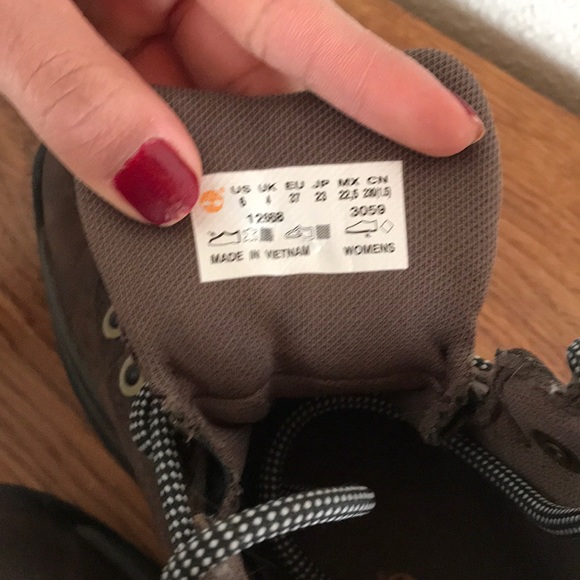 US UK EU JP MX CN
6 4 37 23 22,5 230(1.5)
12668 3059
MADE IN VIETNAM WOMENS